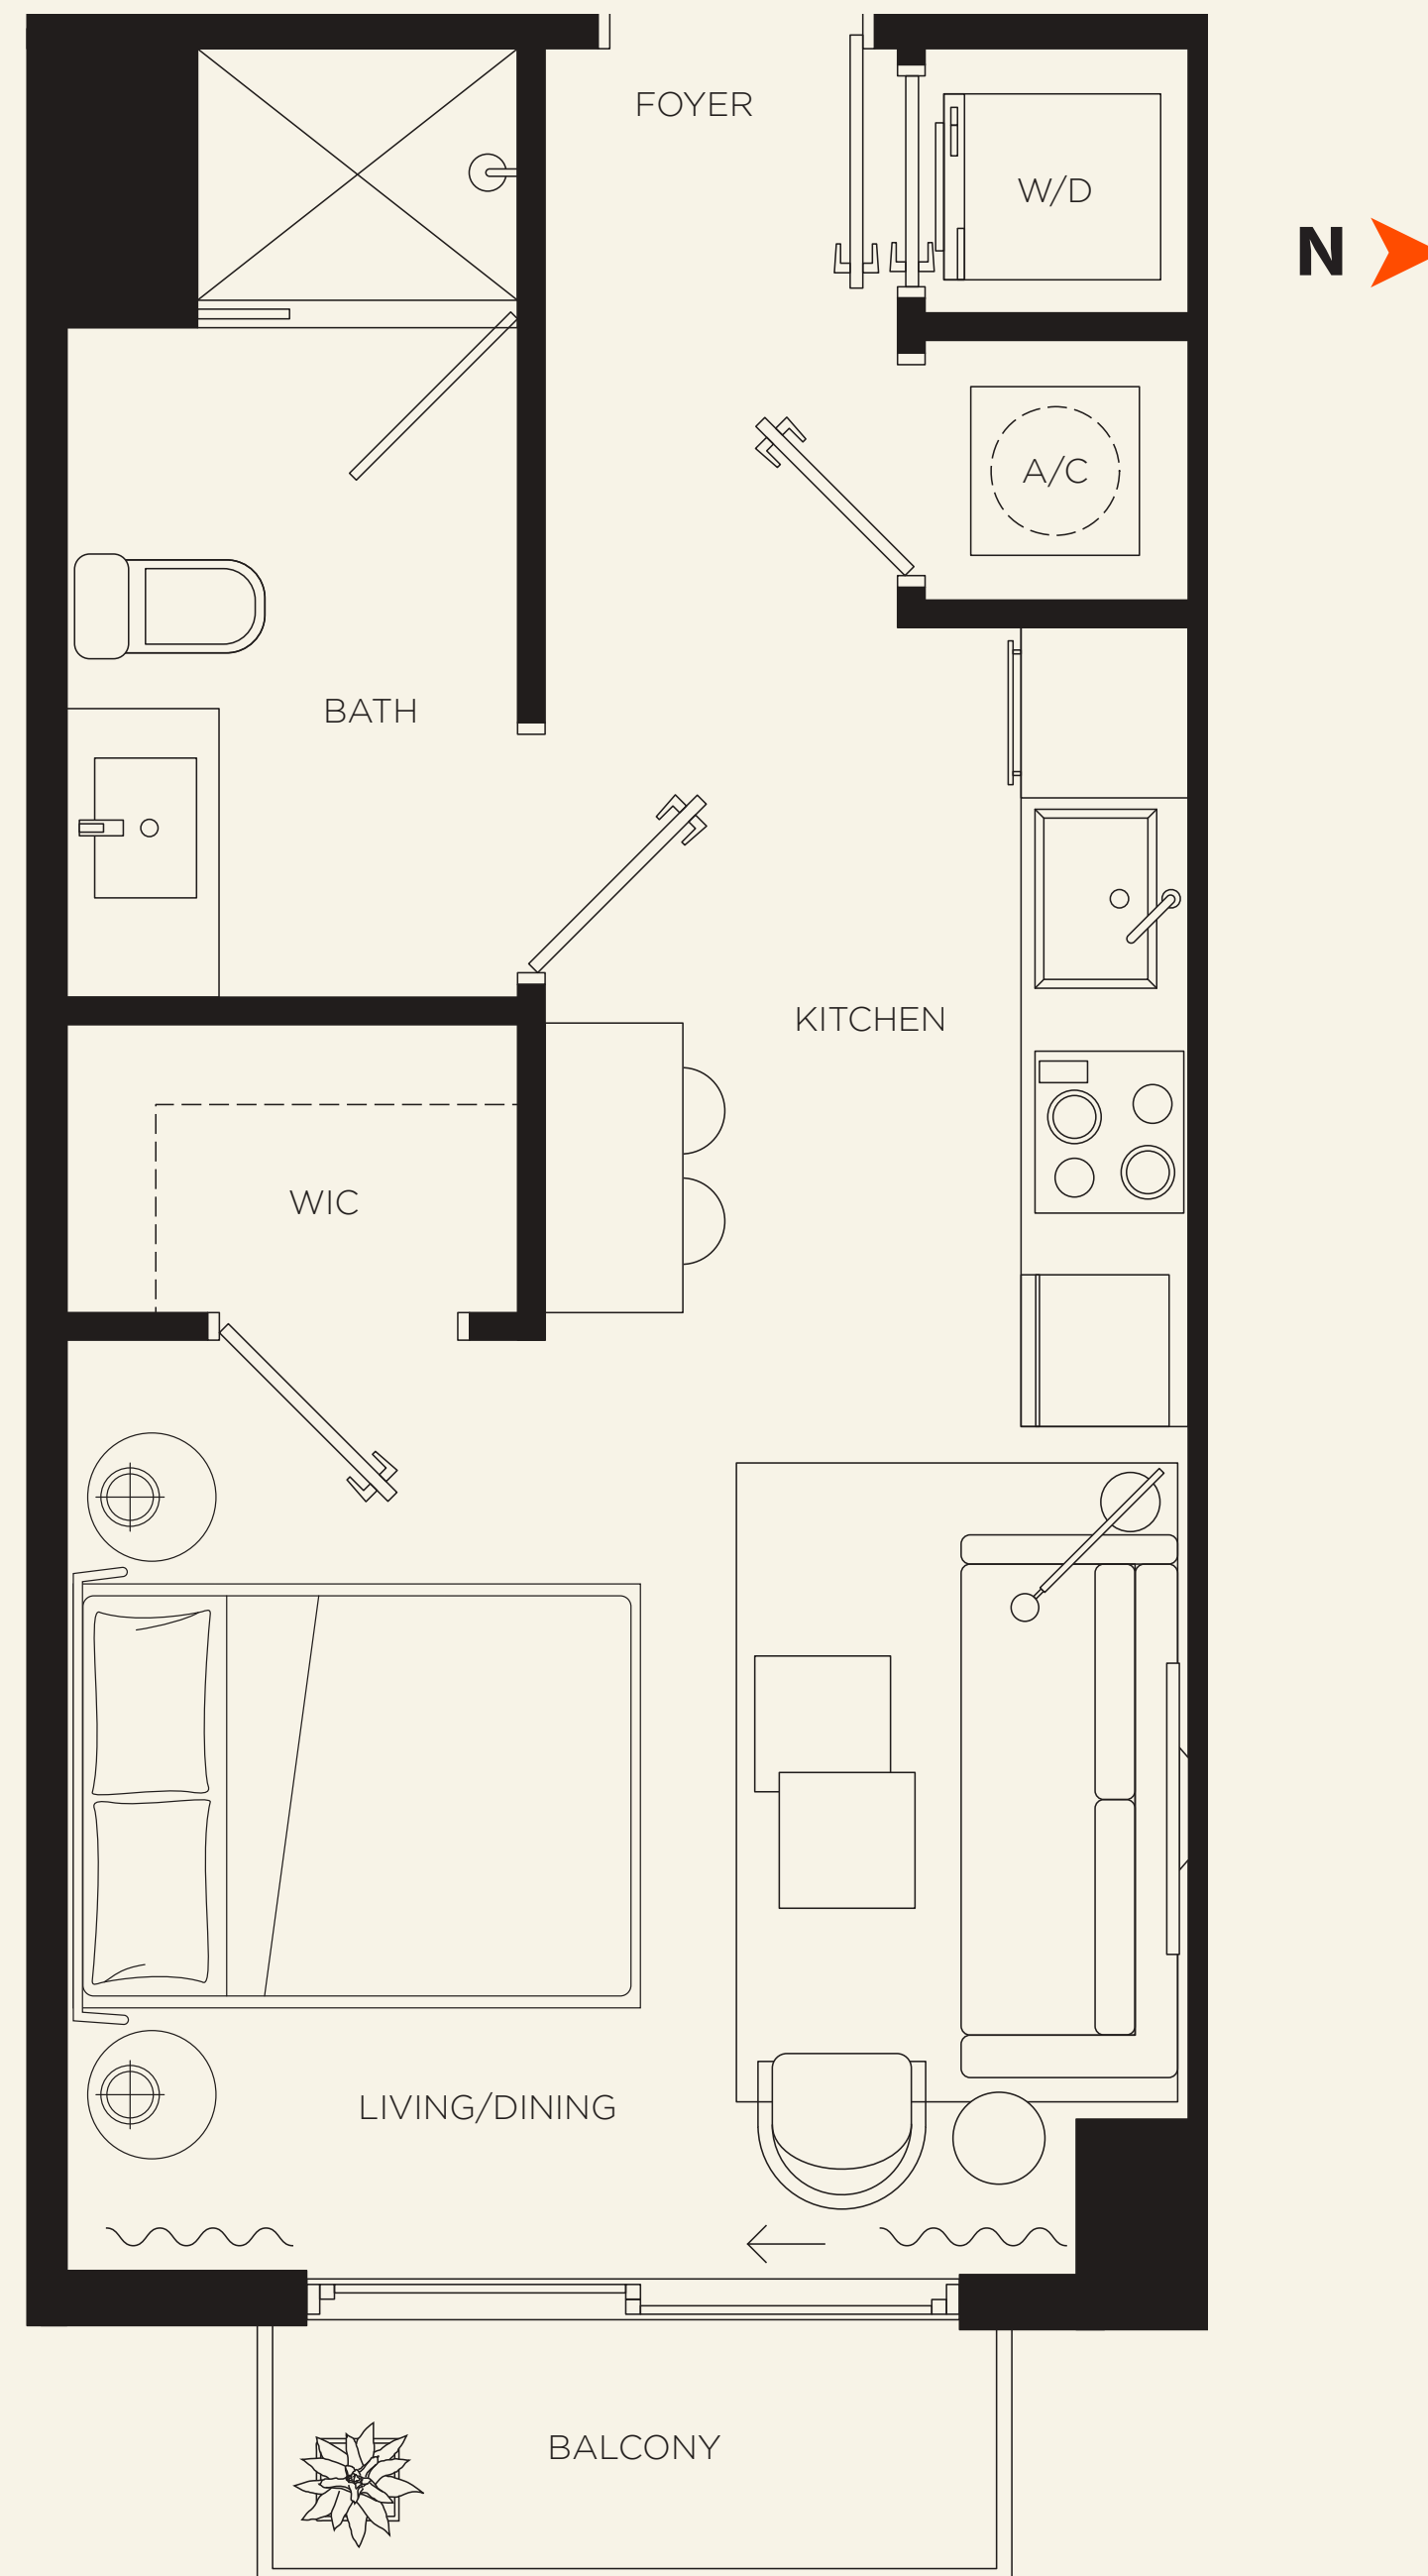 FOYER
W/D
N
A/C
BATH
KITCHEN
WIC
LIVING/DINING
BALCONY